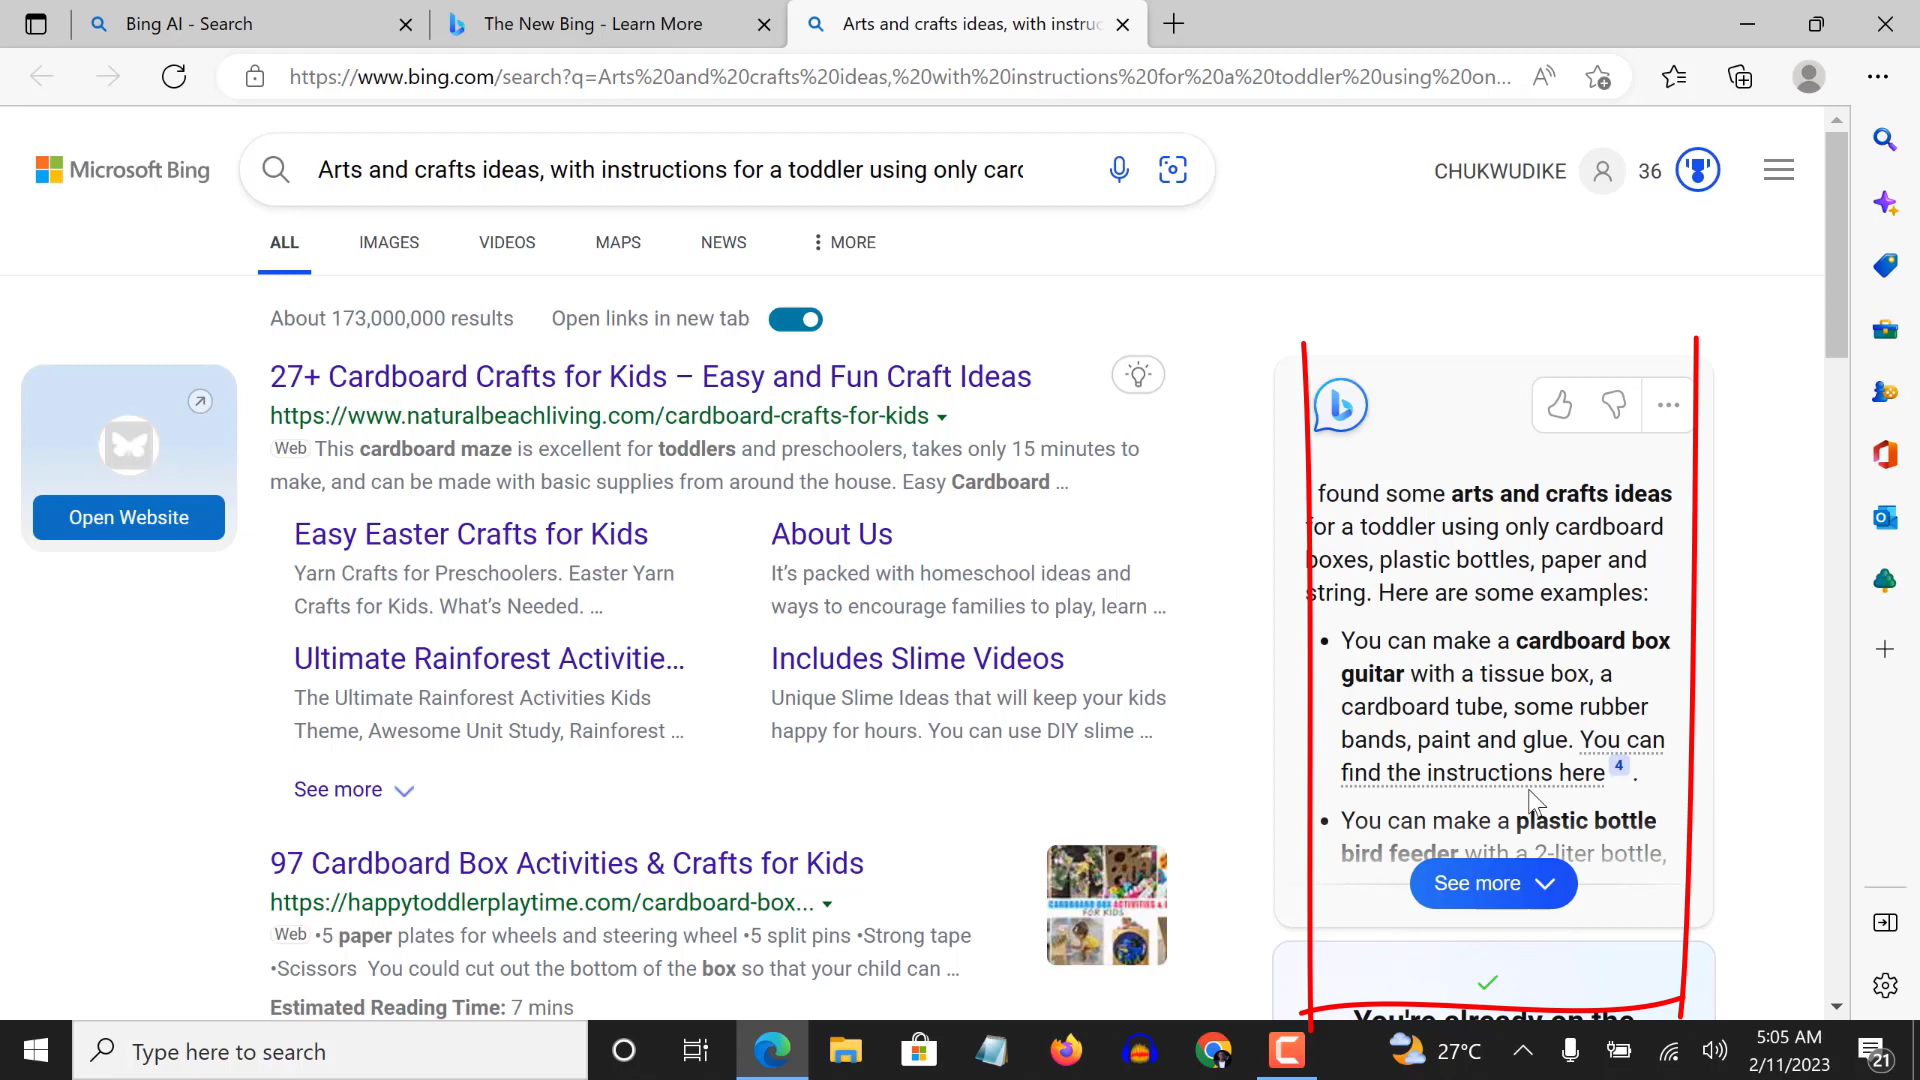 Bing AI - Search
The New Bing - Learn More
Arts and crafts ideas, with instruc
https://www.bing.com/search?q=Arts%20and%20crafts%20ideas,%20with%20instructions%20for%20a%20toddler%20using%20on...
Microsoft Bing
Arts and crafts ideas, with instructions for a toddler using only card
CHUKWUDIKE
36
ALL
IMAGES
VIDEOS
MAPS
NEWS
MORE
About 173,000,000 results
Open links in new tab
Open Website
27+ Cardboard Crafts for Kids – Easy and Fun Craft Ideas
https://www.naturalbeachliving.com/cardboard-crafts-for-kids
Web This cardboard maze is excellent for toddlers and preschoolers, takes only 15 minutes to
make, and can be made with basic supplies from around the house. Easy Cardboard ...
Easy Easter Crafts for Kids
Yarn Crafts for Preschoolers. Easter Yarn
Crafts for Kids. What's Needed. ...
About Us
It's packed with homeschool ideas and
ways to encourage families to play, learn ...
Ultimate Rainforest Activitie...
The Ultimate Rainforest Activities Kids
Theme, Awesome Unit Study, Rainforest ...
Includes Slime Videos
Unique Slime Ideas that will keep your kids
happy for hours. You can use DIY slime ...
See more
97 Cardboard Box Activities & Crafts for Kids
https://happytoddlerplaytime.com/cardboard-box...
Web •5 paper plates for wheels and steering wheel •5 split pins •Strong tape
•Scissors You could cut out the bottom of the box so that your child can ...
Estimated Reading Time: 7 mins
CARDBOARD BOX ACTIVITIES &
FOR KIDS
found some arts and crafts ideas
for a toddler using only cardboard
boxes, plastic bottles, paper and
string. Here are some examples:
• You can make a cardboard box
guitar with a tissue box, a
cardboard tube, some rubber
bands, paint and glue. You can
find the instructions here 4 .
• You can make a plastic bottle
bird feeder with a 2-liter bottle,
See more
You're already on the
Type here to search
27°C
5:05 AM
2/11/2023
21